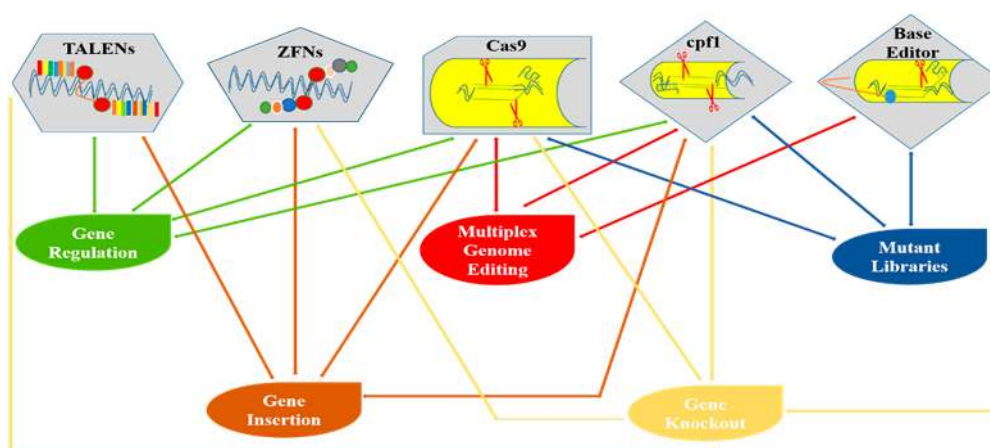 TALENs
ZFNs
Cas9
cpf1
Base
Editor
Gene
Regulation
Multiplex
Genome
Editing
Mutant
Libraries
Gene
Insertion
Gene
Knockout